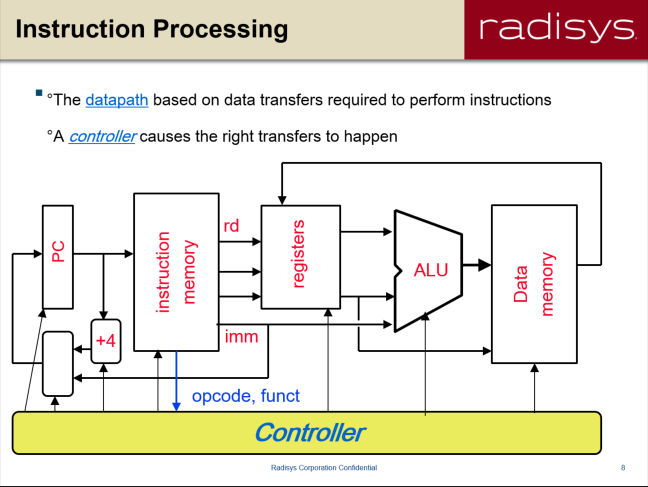 Instruction Processing
radisys.
°The datapath based on data transfers required to perform instructions
°A controller causes the right transfers to happen
PC
instruction
memory
rd
registers
ALU
Data
memory
+4
imm
opcode, funct
Controller
Radisys Corporation Confidential
8